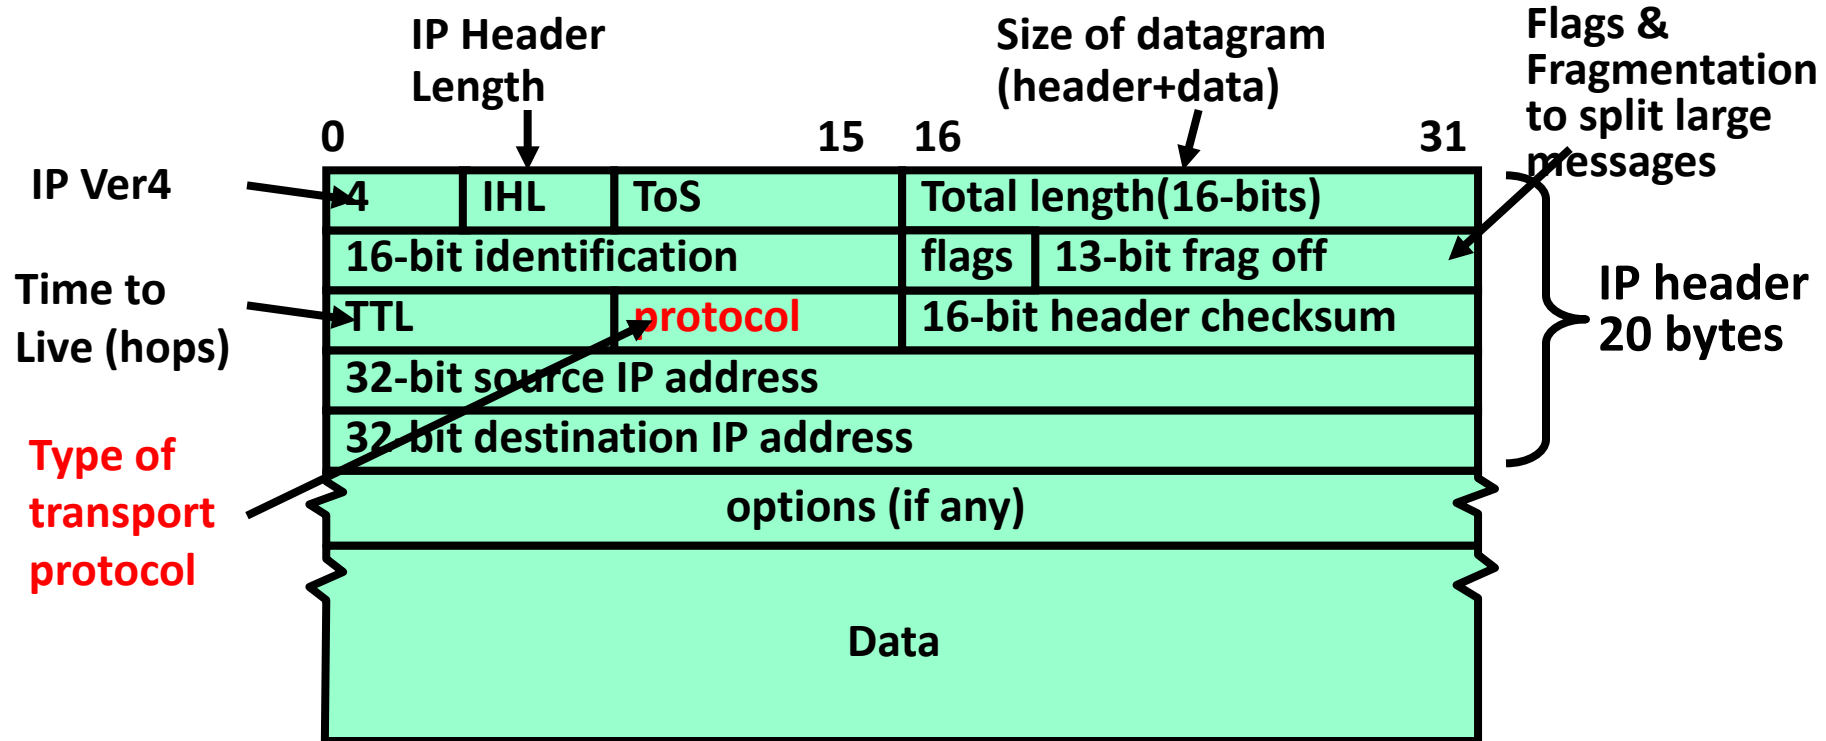 IP Header
Length
Size of datagram
(header+data)
Flags &
Fragmentation
to split large
messages
0 15 16 31
IP Ver4
4 IHL ToS Total length(16-bits)
16-bit identification flags 13-bit frag off
Time to
Live (hops)
TTL protocol 16-bit header checksum
IP header
20 bytes
32-bit source IP address
32-bit destination IP address
Type of
transport
protocol
options (if any)
Data